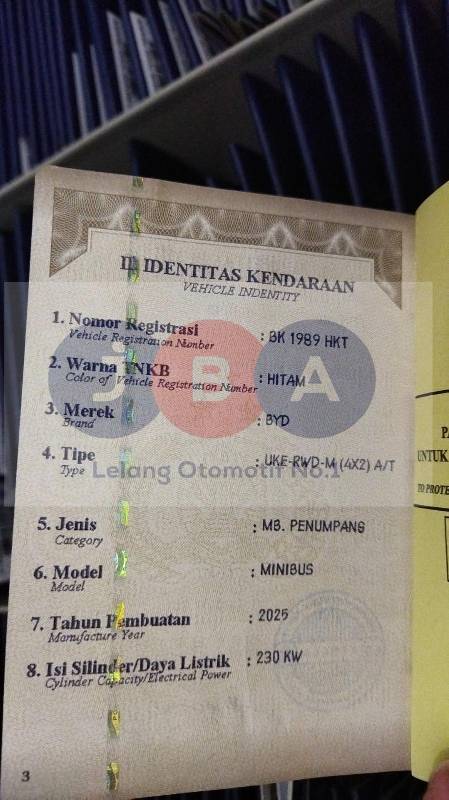 II. IDENTITAS KENDARAAN
VEHICLE INDENTITY
1. Nomor Registrasi : BK 1989 HKT
Vehicle Registration Number
2. Warna TNKB : HITAM
Color of Vehicle Registration Number
3. Merek : BYD
Brand
4. Tipe : UKE-RWD-M (4X2) A/T
Type
JBA
Lelang Otomotif No.1
5. Jenis : MB. PENUMPANG
Category
6. Model : MINIBUS
Model
7. Tahun Pembuatan : 2025
Manufacture Year
8. Isi Silinder/Daya Listrik : 230 KW
Cylinder Capacity/Electrical Power
3
UNTUK
TO PROTE